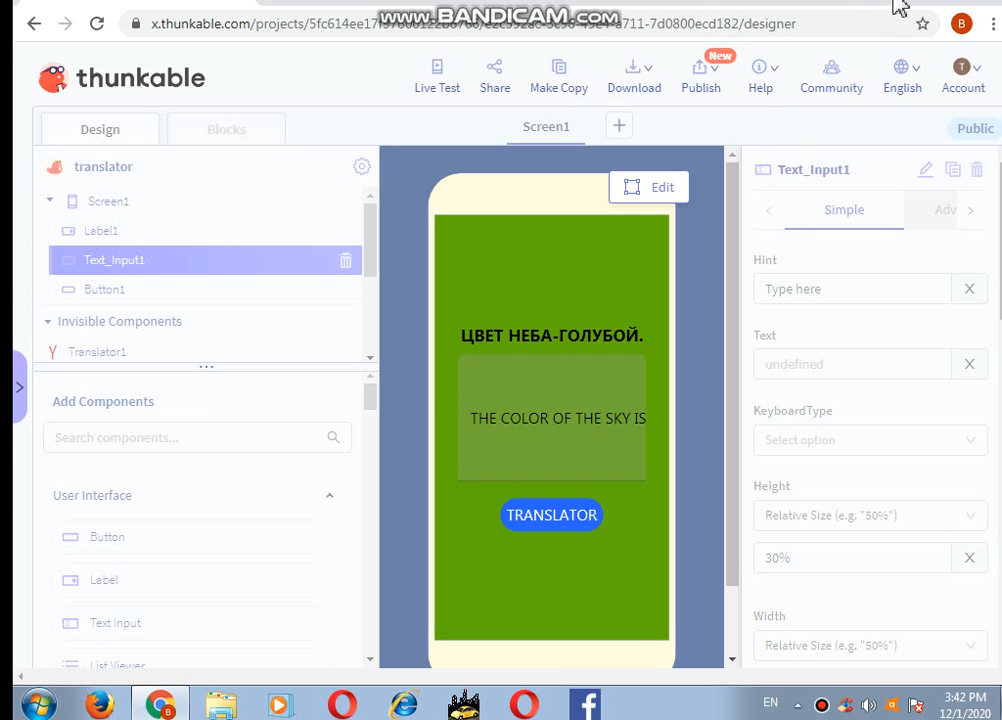 www.BANDICAM.com
x.thunkable.com/projects/
designer
B
thunkable
Live Test
Share
Make Copy
Download
New
Publish
Help
Community
English
T
Account
Design
Blocks
Screen1
+
Public
translator
Screen1
Label1
Text_Input1
Button1
Invisible Components
Translator1
Add Components
Search components...
User Interface
Button
Label
Text Input
List Viewer
Edit
ЦВЕТ НЕБА-ГОЛУБОЙ.
THE COLOR OF THE SKY IS
TRANSLATOR
Text_Input1
Simple
Adv
Hint
Type here
X
Text
undefined
X
KeyboardType
Select option
Height
Relative Size (e.g. "50%")
30%
X
Width
Relative Size (e.g. "50%")
EN
3:42 PM
12/1/2020